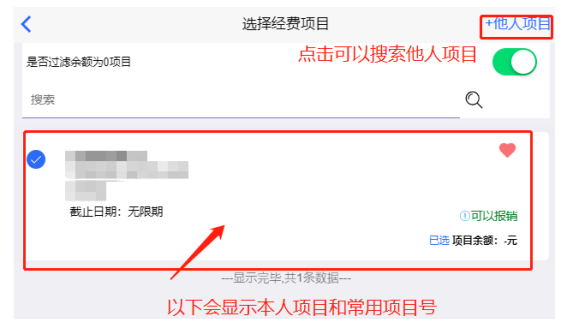 选择经费项目
+他人项目
是否过滤余额为0项目
点击可以搜索他人项目
搜索
截止日期：无限期
可以报销
已选 项目余额：-元
---显示完毕,共1条数据---
以下会显示本人项目和常用项目号